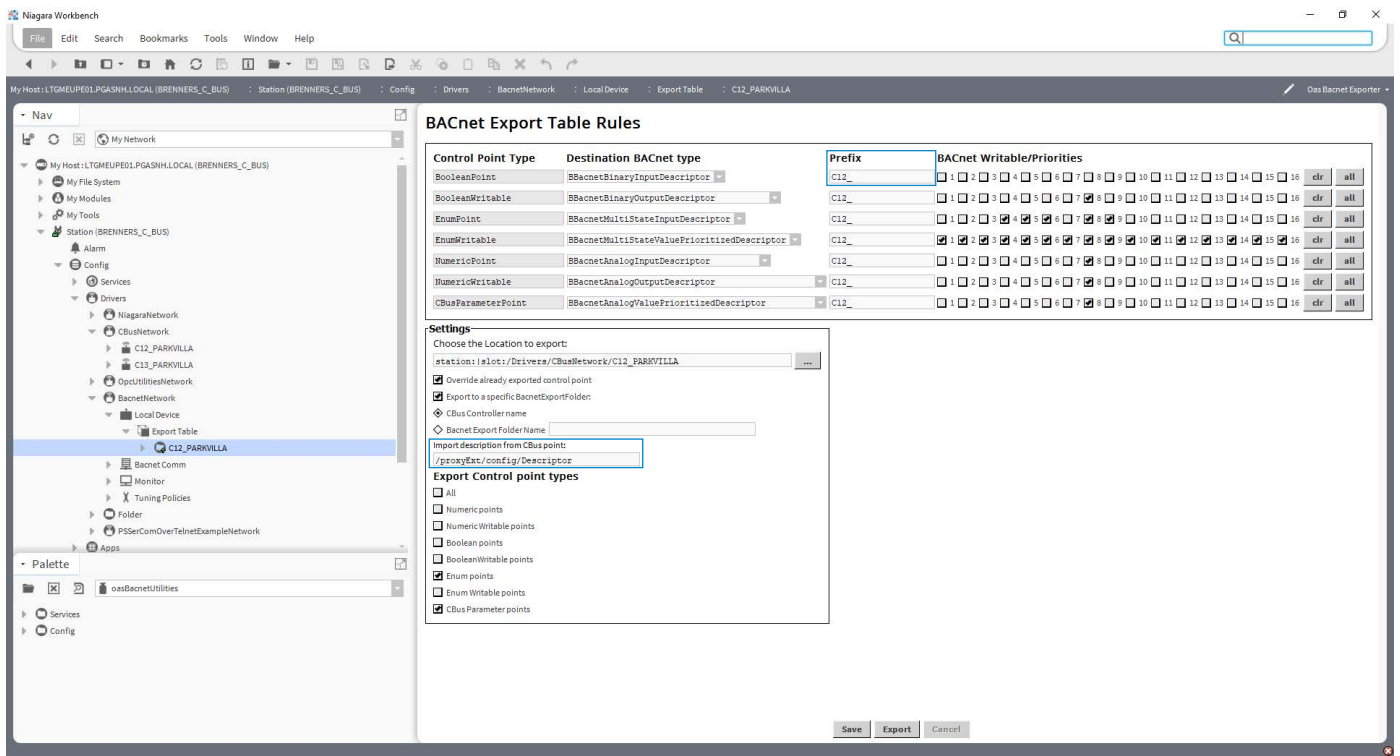 Niagara Workbench
File Edit Search Bookmarks Tools Window Help
My Host : LTGMEUPE01.PGASNH.LOCAL (BRENNERS_C_BUS) : Station (BRENNERS_C_BUS) : Config : Drivers : BacnetNetwork : Local Device : Export Table : C12_PARKVILLA Oas Bacnet Exporter
Nav
My Network
My Host : LTGMEUPE01.PGASNH.LOCAL (BRENNERS_C_BUS)
My File System
My Modules
My Tools
Station (BRENNERS_C_BUS)
Alarm
Config
Services
Drivers
NiagaraNetwork
CBusNetwork
C12_PARKVILLA
C13_PARKVILLA
OpcUtilitiesNetwork
BacnetNetwork
Local Device
Export Table
C12_PARKVILLA
Bacnet Comm
Monitor
Tuning Policies
Folder
PSSerComOverTelnetExampleNetwork
Apps
Palette
oasBacnetUtilities
Services
Config
BACnet Export Table Rules
Control Point Type Destination BACnet type Prefix BACnet Writable/Priorities
BooleanPoint BBacnetBinaryInputDescriptor C12_ 1 2 3 4 5 6 7 8 9 10 11 12 13 14 15 16 clr all
BooleanWritable BBacnetBinaryOutputDescriptor C12_ 1 2 3 4 5 6 7 8 9 10 11 12 13 14 15 16 clr all
EnumPoint BBacnetMultiStateInputDescriptor C12_ 1 2 3 4 5 6 7 8 9 10 11 12 13 14 15 16 clr all
EnumWritable BBacnetMultiStateValuePrioritizedDescriptor C12_ 1 2 3 4 5 6 7 8 9 10 11 12 13 14 15 16 clr all
NumericPoint BBacnetAnalogInputDescriptor C12_ 1 2 3 4 5 6 7 8 9 10 11 12 13 14 15 16 clr all
NumericWritable BBacnetAnalogOutputDescriptor C12_ 1 2 3 4 5 6 7 8 9 10 11 12 13 14 15 16 clr all
CBusParameterPoint BBacnetAnalogValuePrioritizedDescriptor C12_ 1 2 3 4 5 6 7 8 9 10 11 12 13 14 15 16 clr all
Settings
Choose the Location to export:
station:|slot:/Drivers/CBusNetwork/C12_PARKVILLA ...
Override already exported control point
Export to a specific BacnetExportFolder:
CBus Controller name
Bacnet Export Folder Name
Import description from CBus point:
/proxyExt/config/Descriptor
Export Control point types
All
Numeric points
Numeric Writable points
Boolean points
BooleanWritable points
Enum points
Enum Writable points
CBus Parameter points
Save Export Cancel